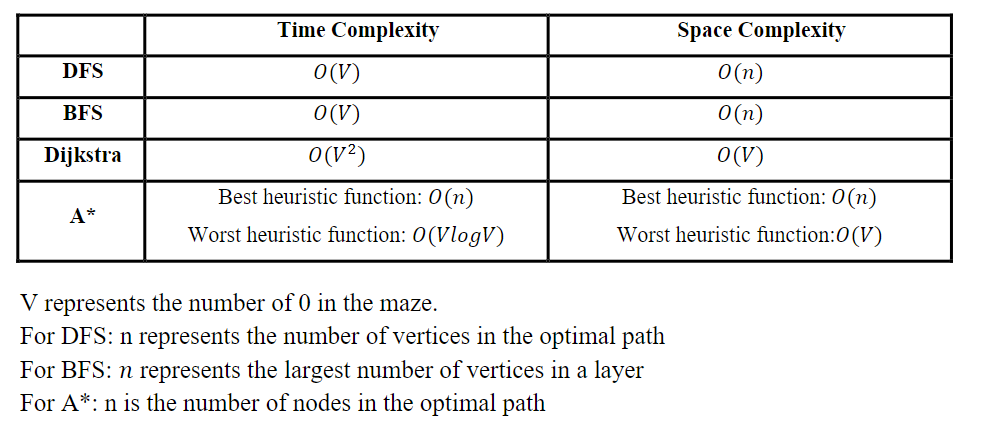 Time Complexity Space Complexity
DFS O(V) O(n)
BFS O(V) O(n)
Dijkstra O(V²) O(V)
A*
Best heuristic function: O(n) Best heuristic function: O(n)
Worst heuristic function: O(VlogV) Worst heuristic function:O(V)
V represents the number of 0 in the maze.
For DFS: n represents the number of vertices in the optimal path
For BFS: n represents the largest number of vertices in a layer
For A*: n is the number of nodes in the optimal path